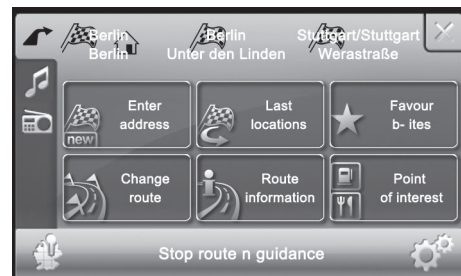 Berlin
Berlin
Berlin
Unter den Linden
Stuttgart/Stuttgart
Werastraße
Enter
address
new
Last
locations
Favour
b- ites
Change
route
Route
information
Point
of interest
Stop route n guidance